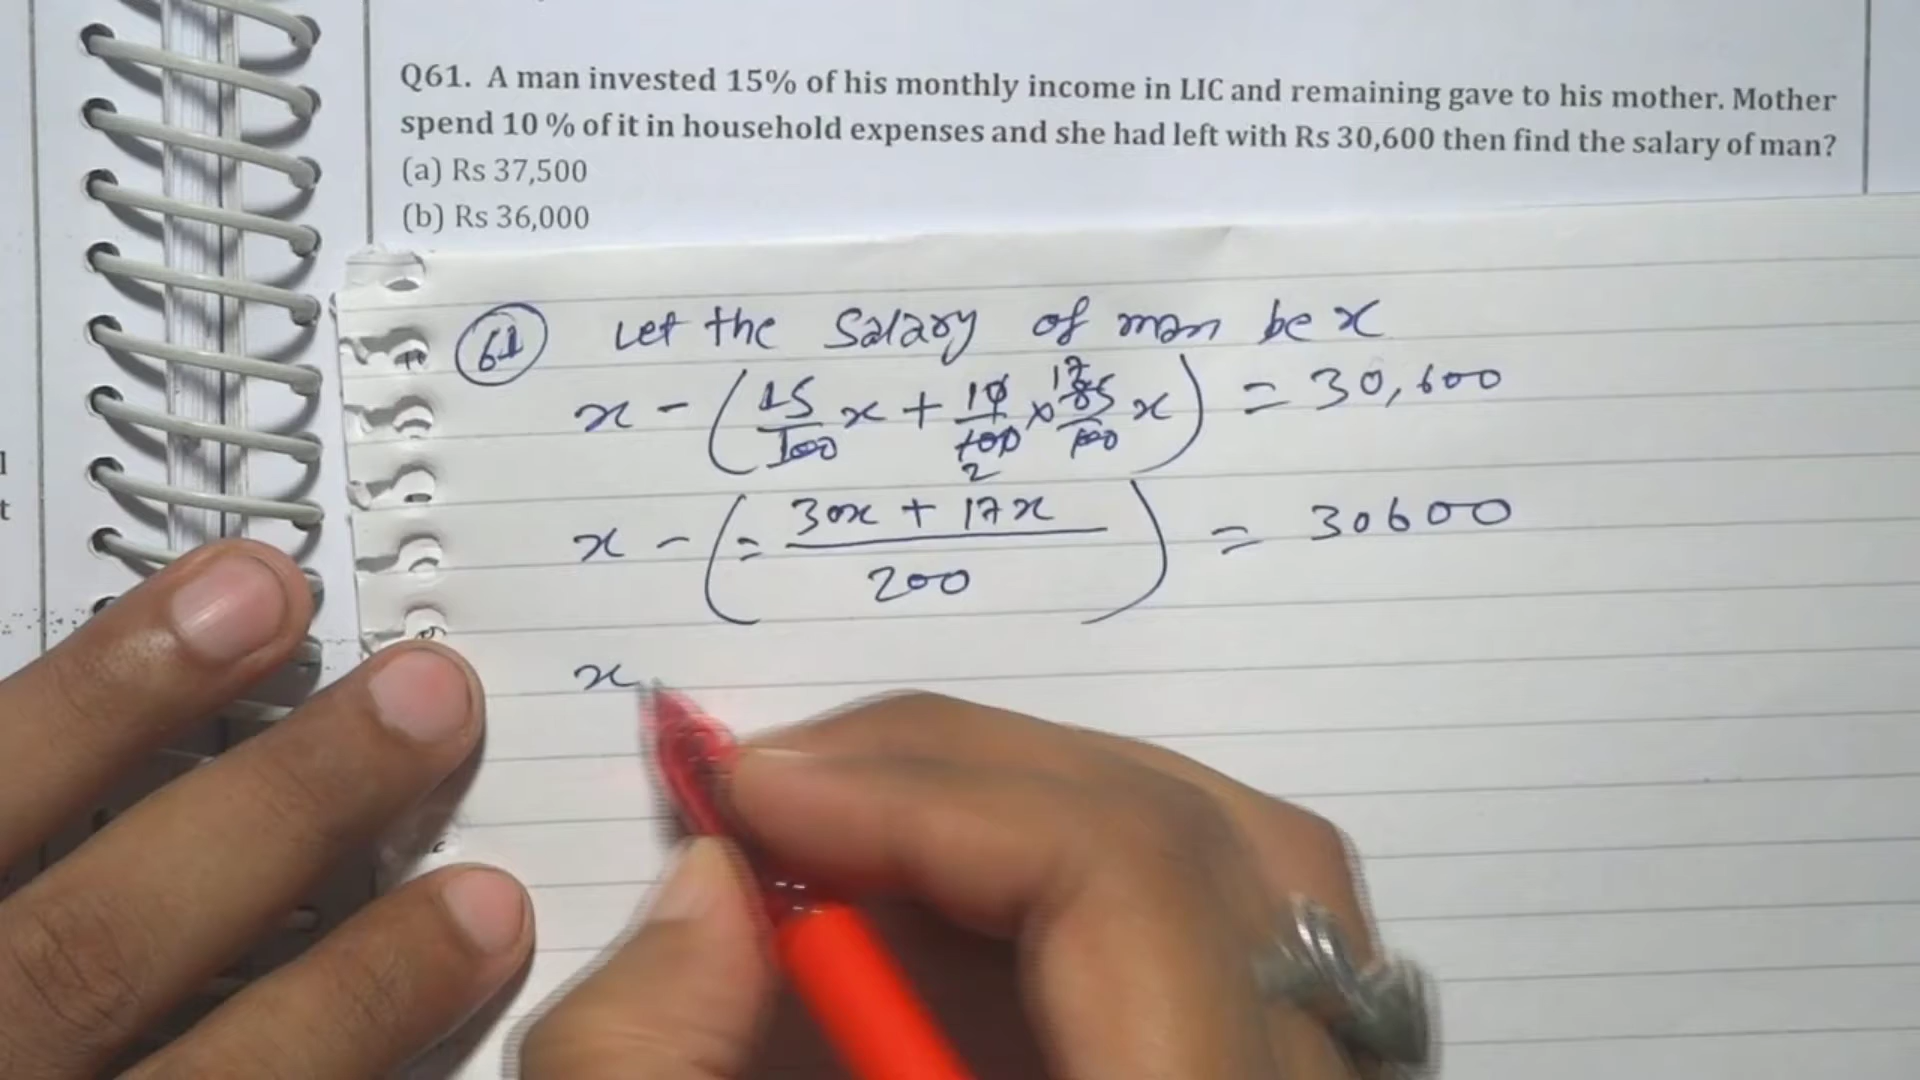 Q61. A man invested 15% of his monthly income in LIC and remaining gave to his mother. Mother
spend 10 % of it in household expenses and she had left with Rs 30,600 then find the salary of man?
(a) Rs 37,500
(b) Rs 36,000
61 Let the Salary of man be x
x - (15/100 x + 10/100 × 85/100 x) = 30,600
17
2
x - (= 30x + 17x / 200) = 30600
x
l
t
c